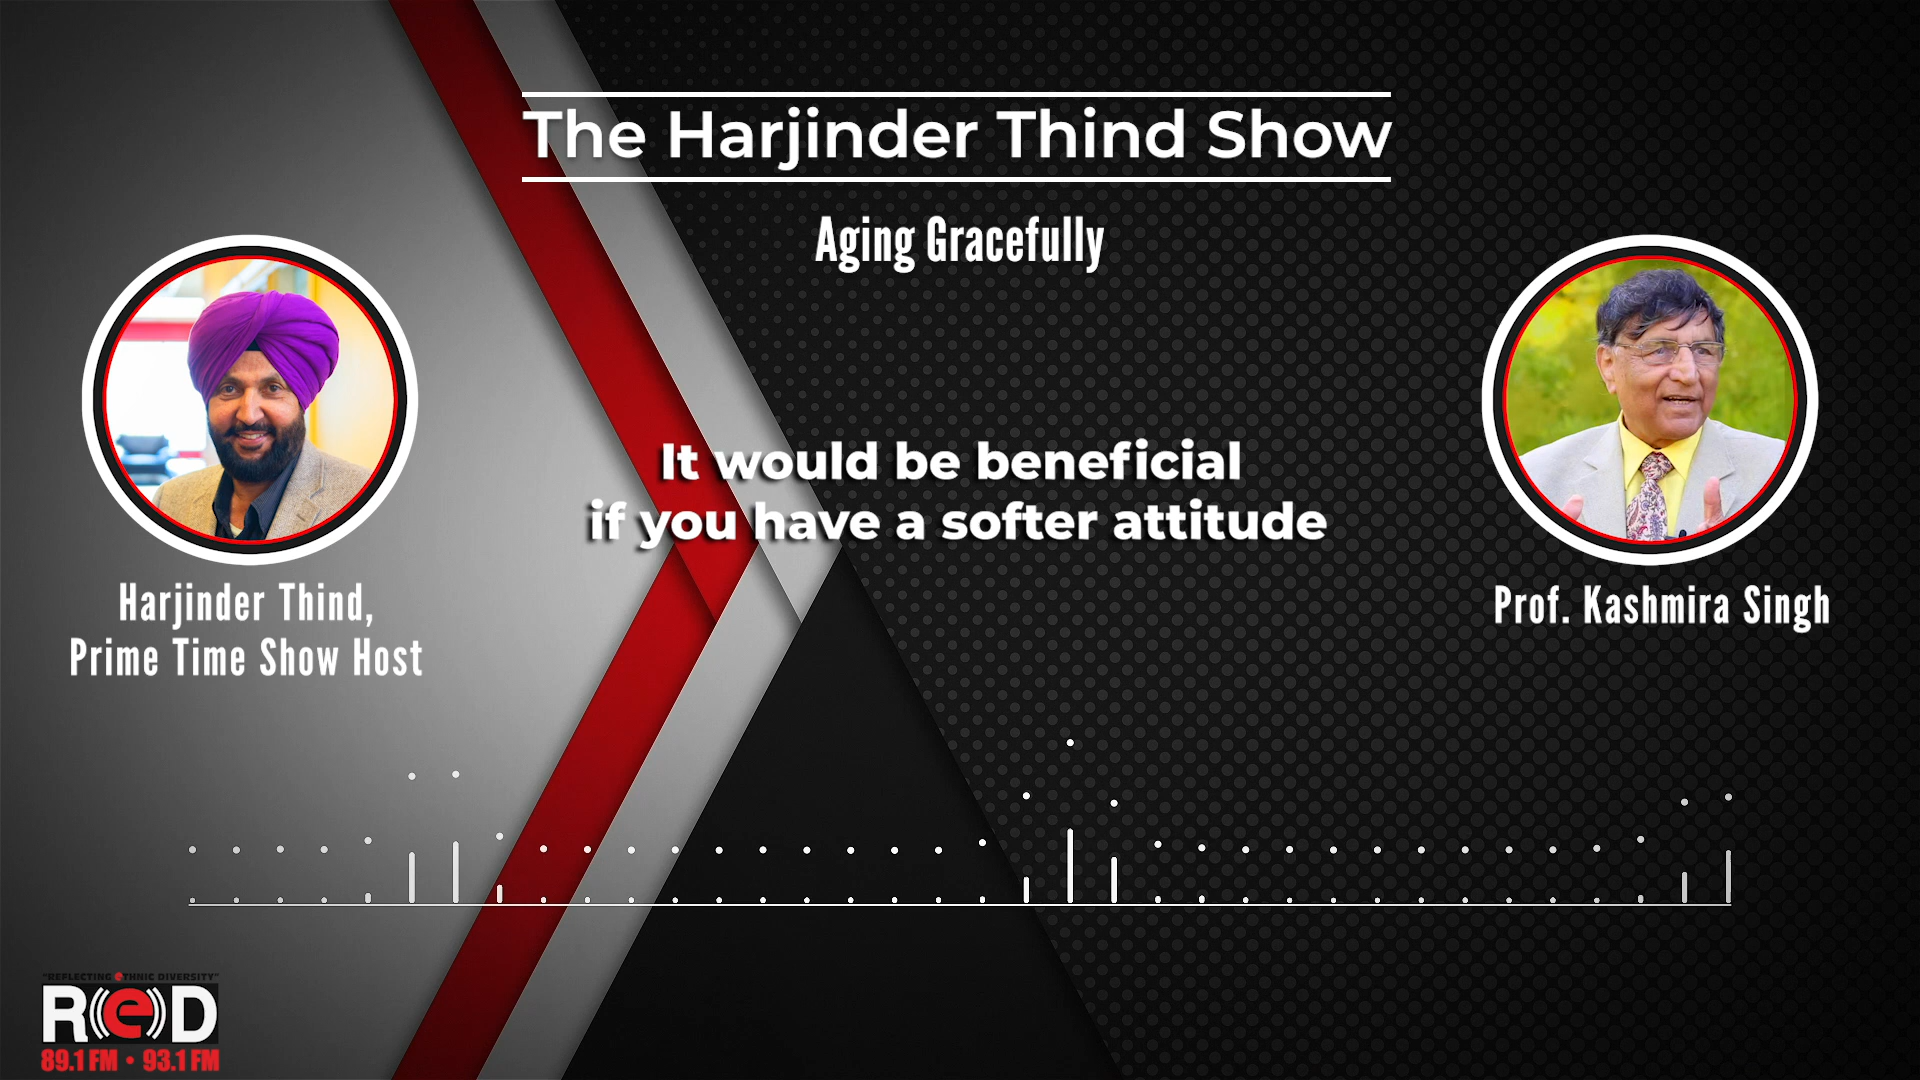 The Harjinder Thind Show
Aging Gracefully
It would be beneficial
if you have a softer attitude
Harjinder Thind,
Prime Time Show Host
Prof. Kashmira Singh
"REFLECTING eTHNIC DIVERSITY"
ReD
89.1 FM • 93.1 FM